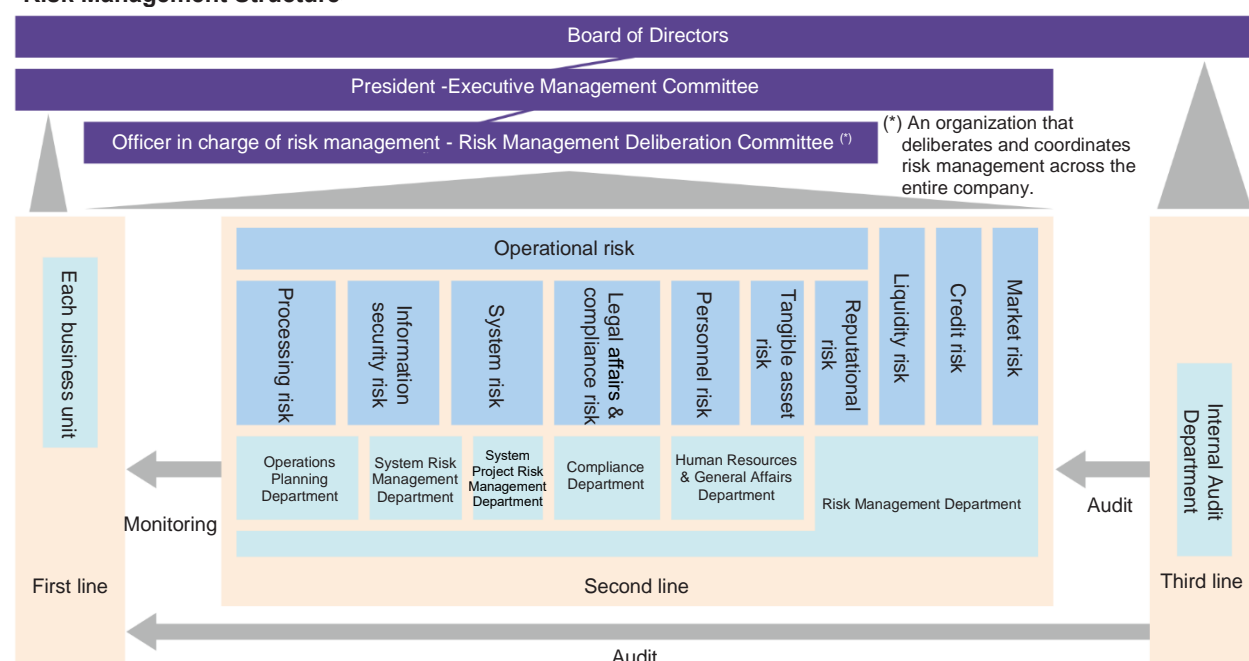 Risk Management Structure
Board of Directors
President -Executive Management Committee
Officer in charge of risk management - Risk Management Deliberation Committee (*)
(*) An organization that
deliberates and coordinates
risk management across the
entire company.
Each business unit
Operational risk
Processing risk
Information
security risk
System risk
Legal affairs &
compliance risk
Personnel risk
Tangible asset
risk
Reputational
risk
Liquidity risk
Credit risk
Market risk
Operations
Planning
Department
System Risk
Management
Department
System
Project Risk
Management
Department
Compliance
Department
Human Resources
& General Affairs
Department
Risk Management Department
Internal Audit
Department
Monitoring
Audit
First line
Second line
Third line
Audit